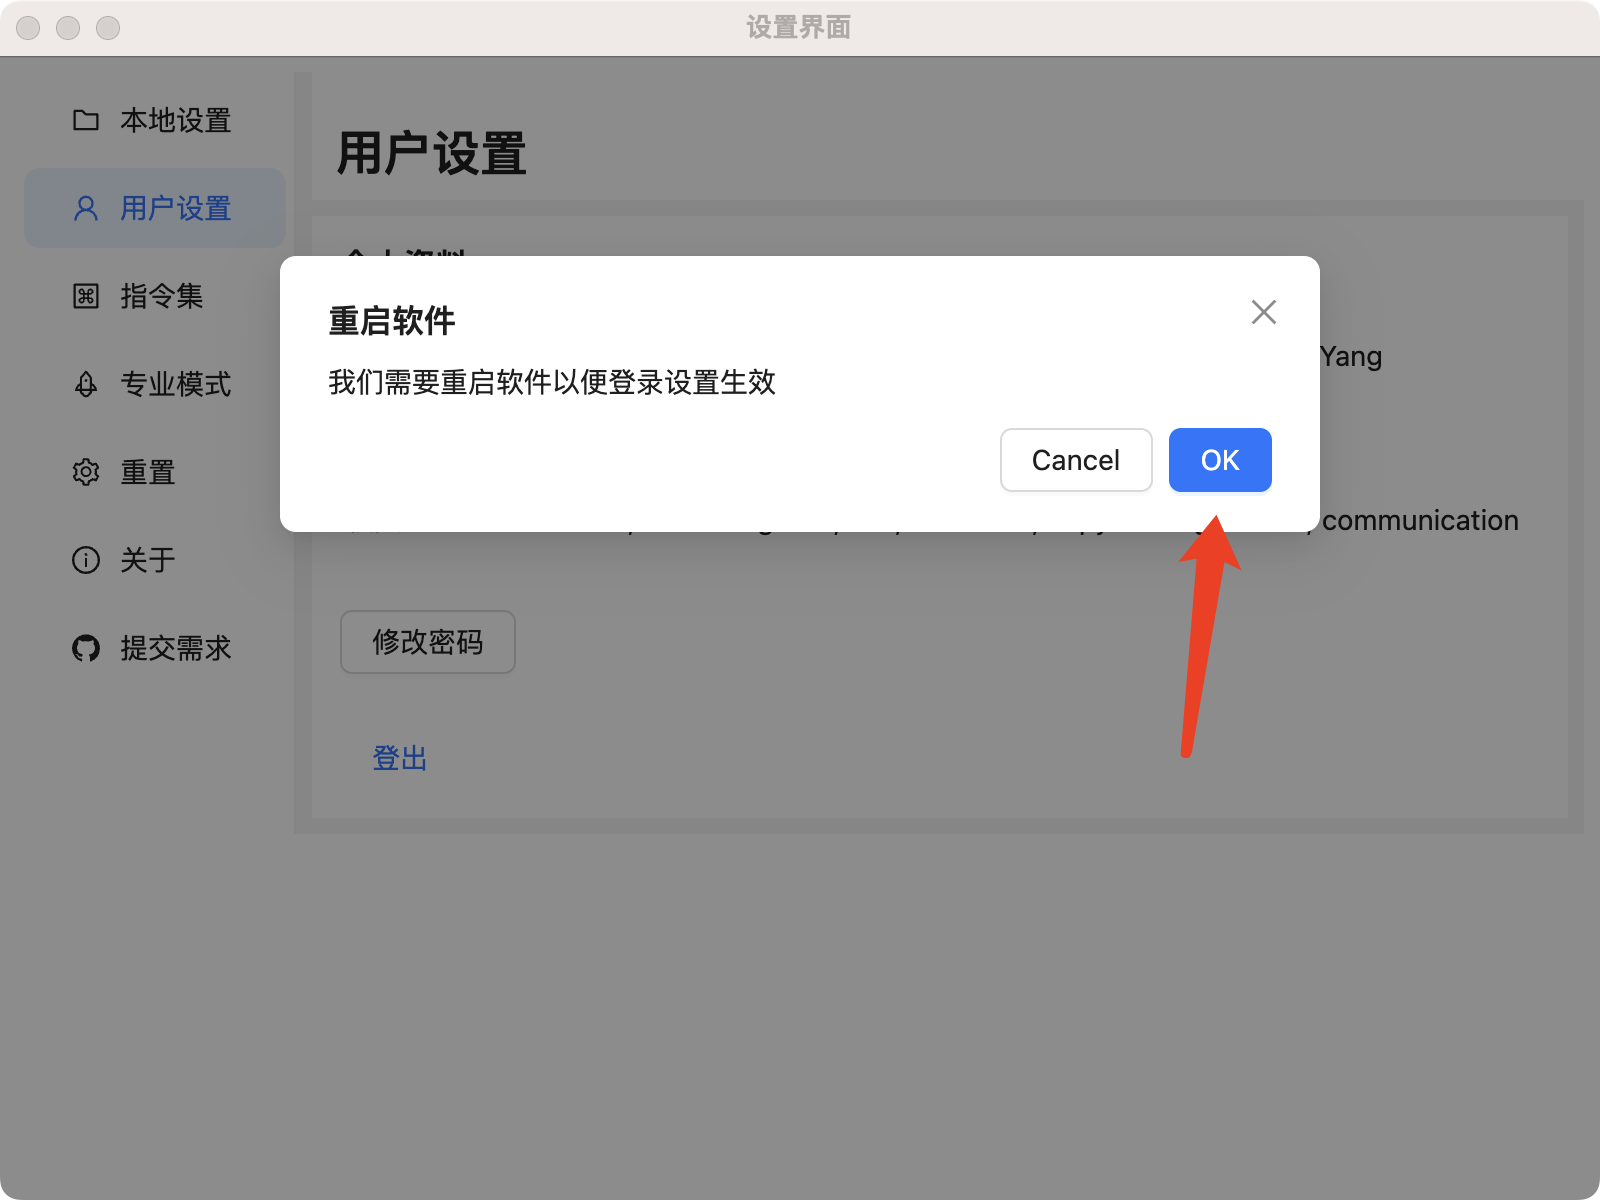 设置界面
本地设置
用户设置
指令集
专业模式
重置
关于
提交需求
用户设置
重启软件
我们需要重启软件以便登录设置生效
Cancel
OK
Yang
communication
修改密码
登出